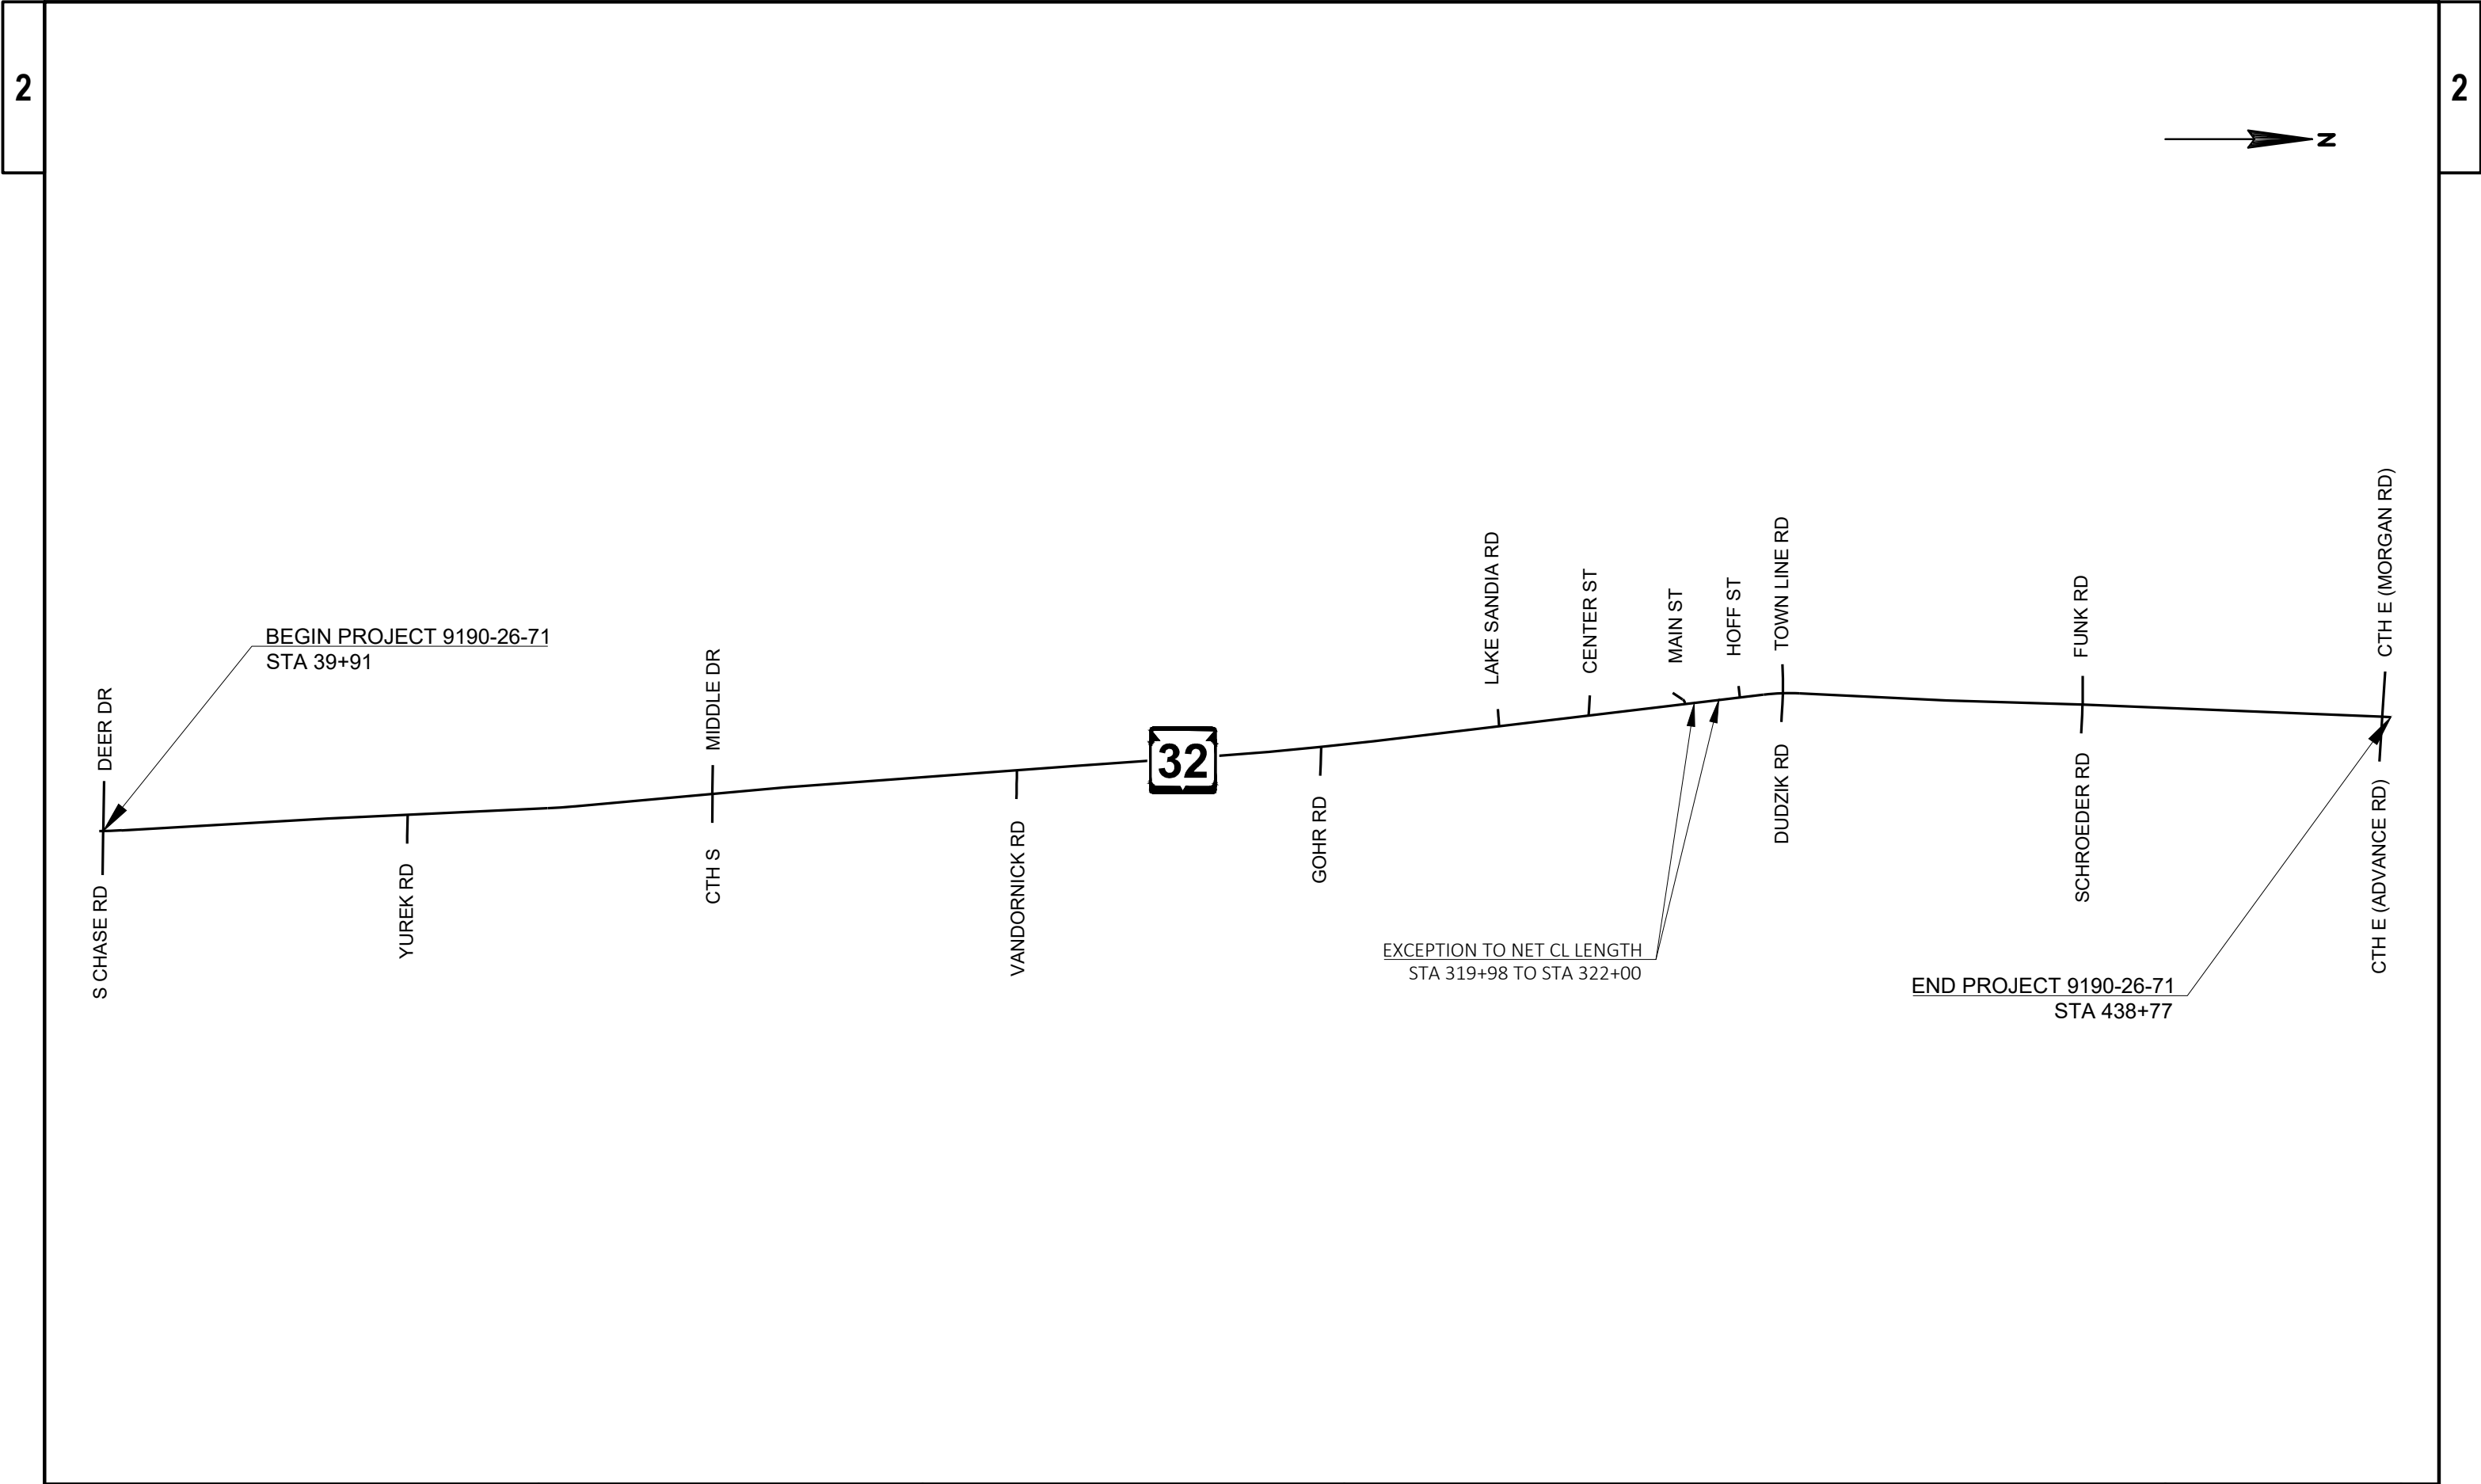 2
2
N
BEGIN PROJECT 9190-26-71
STA 39+91
DEER DR
S CHASE RD
YUREK RD
MIDDLE DR
CTH S
VANDORNICK RD
32
GOHR RD
LAKE SANDIA RD
CENTER ST
MAIN ST
HOFF ST
TOWN LINE RD
DUDZIK RD
EXCEPTION TO NET CL LENGTH
STA 319+98 TO STA 322+00
FUNK RD
SCHROEDER RD
CTH E (MORGAN RD)
CTH E (ADVANCE RD)
END PROJECT 9190-26-71
STA 438+77